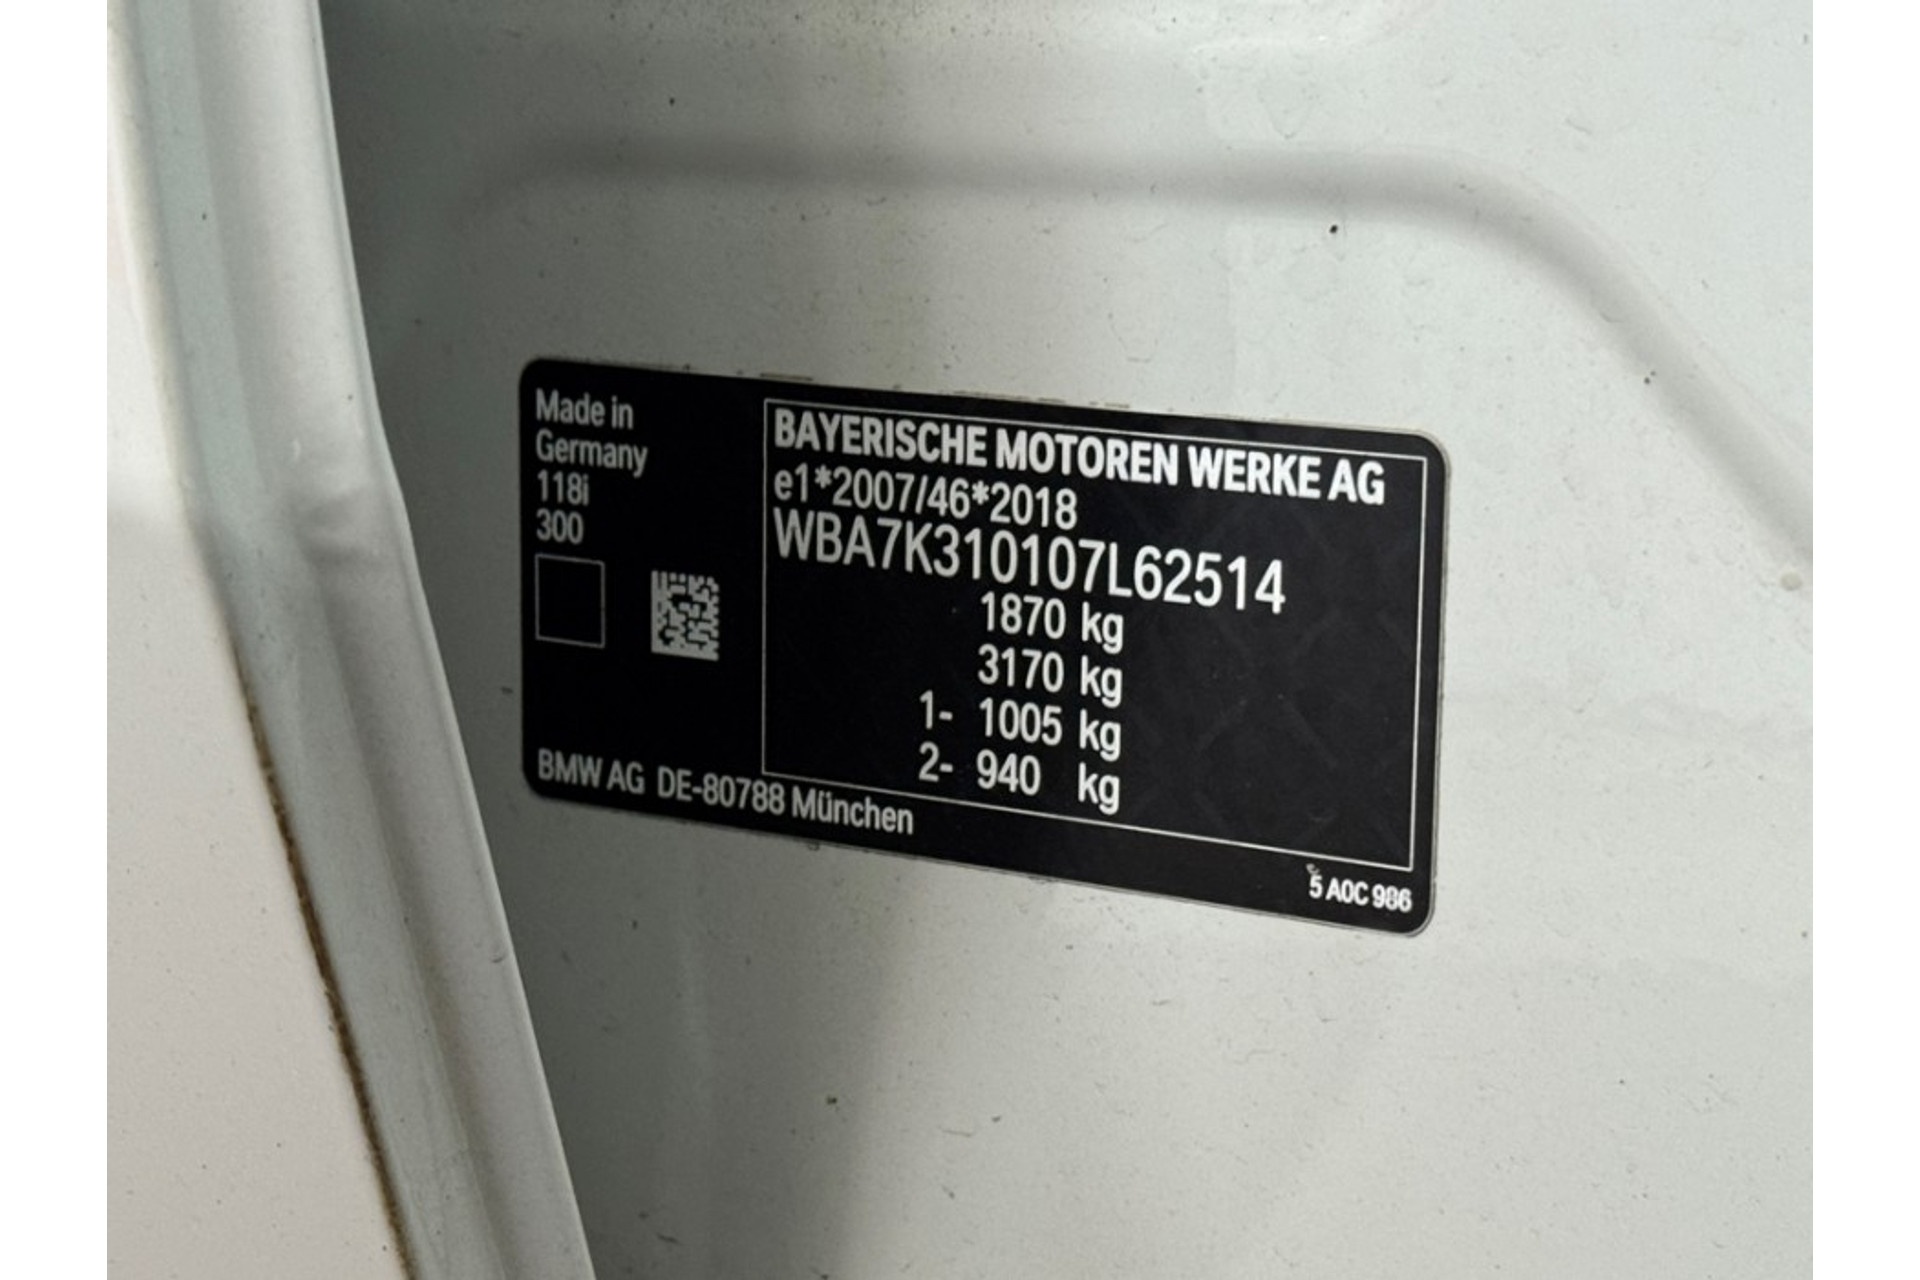 Made in
Germany
118i
300
BAYERISCHE MOTOREN WERKE AG
e1*2007/46*2018
WBA7K310107L62514
1870 kg
3170 kg
1- 1005 kg
2- 940 kg
BMW AG DE-80788 München
5 A0C 986